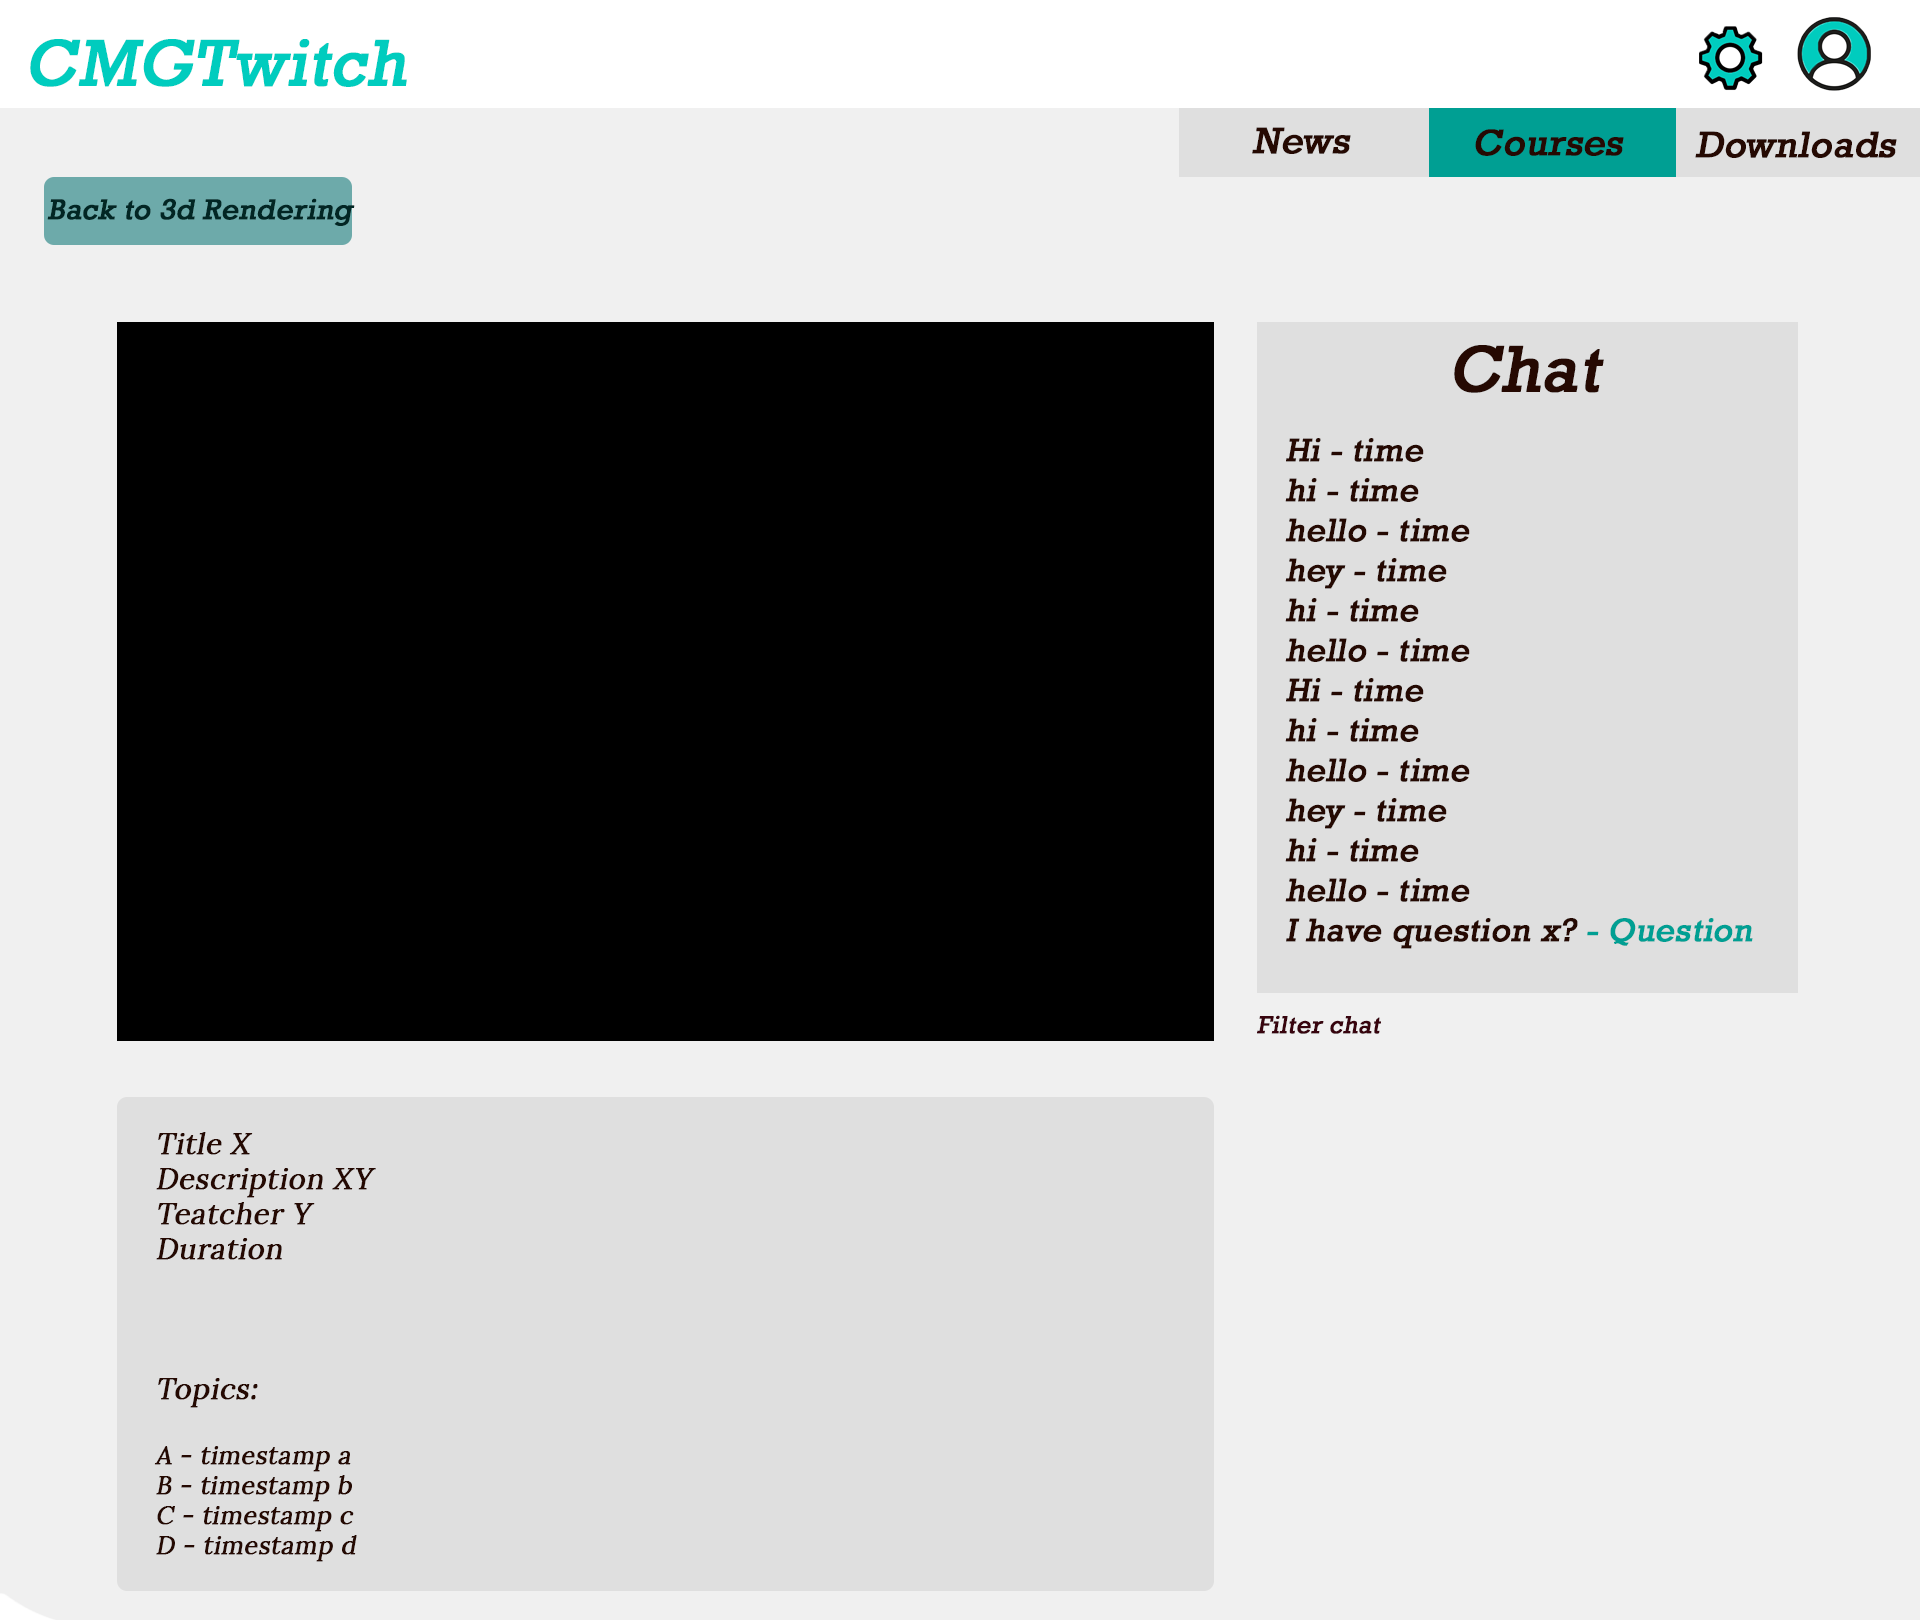 CMGTwitch
News
Courses
Downloads
Back to 3d Rendering
Chat
Hi - time
hi - time
hello - time
hey - time
hi - time
hello - time
Hi - time
hi - time
hello - time
hey - time
hi - time
hello - time
I have question x? - Question
Filter chat
Title X
Description XY
Teatcher Y
Duration
Topics:
A - timestamp a
B - timestamp b
C - timestamp c
D - timestamp d